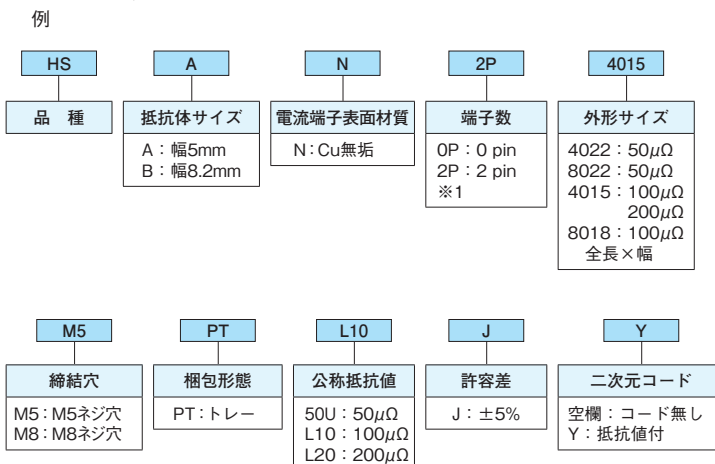 例
HS
A
N
2P
4015
品 種
抵抗体サイズ
電流端子表面材質
端子数
外形サイズ
A：幅5mm
B：幅8.2mm
N：Cu無垢
0P：0 pin
2P：2 pin
※1
4022：50μΩ
8022：50μΩ
4015：100μΩ
200μΩ
8018：100μΩ
全長×幅
M5
PT
L10
J
Y
締結穴
梱包形態
公称抵抗値
許容差
二次元コード
M5：M5ネジ穴
M8：M8ネジ穴
PT：トレー
50U：50μΩ
L10：100μΩ
L20：200μΩ
J：±5%
空欄：コード無し
Y：抵抗値付